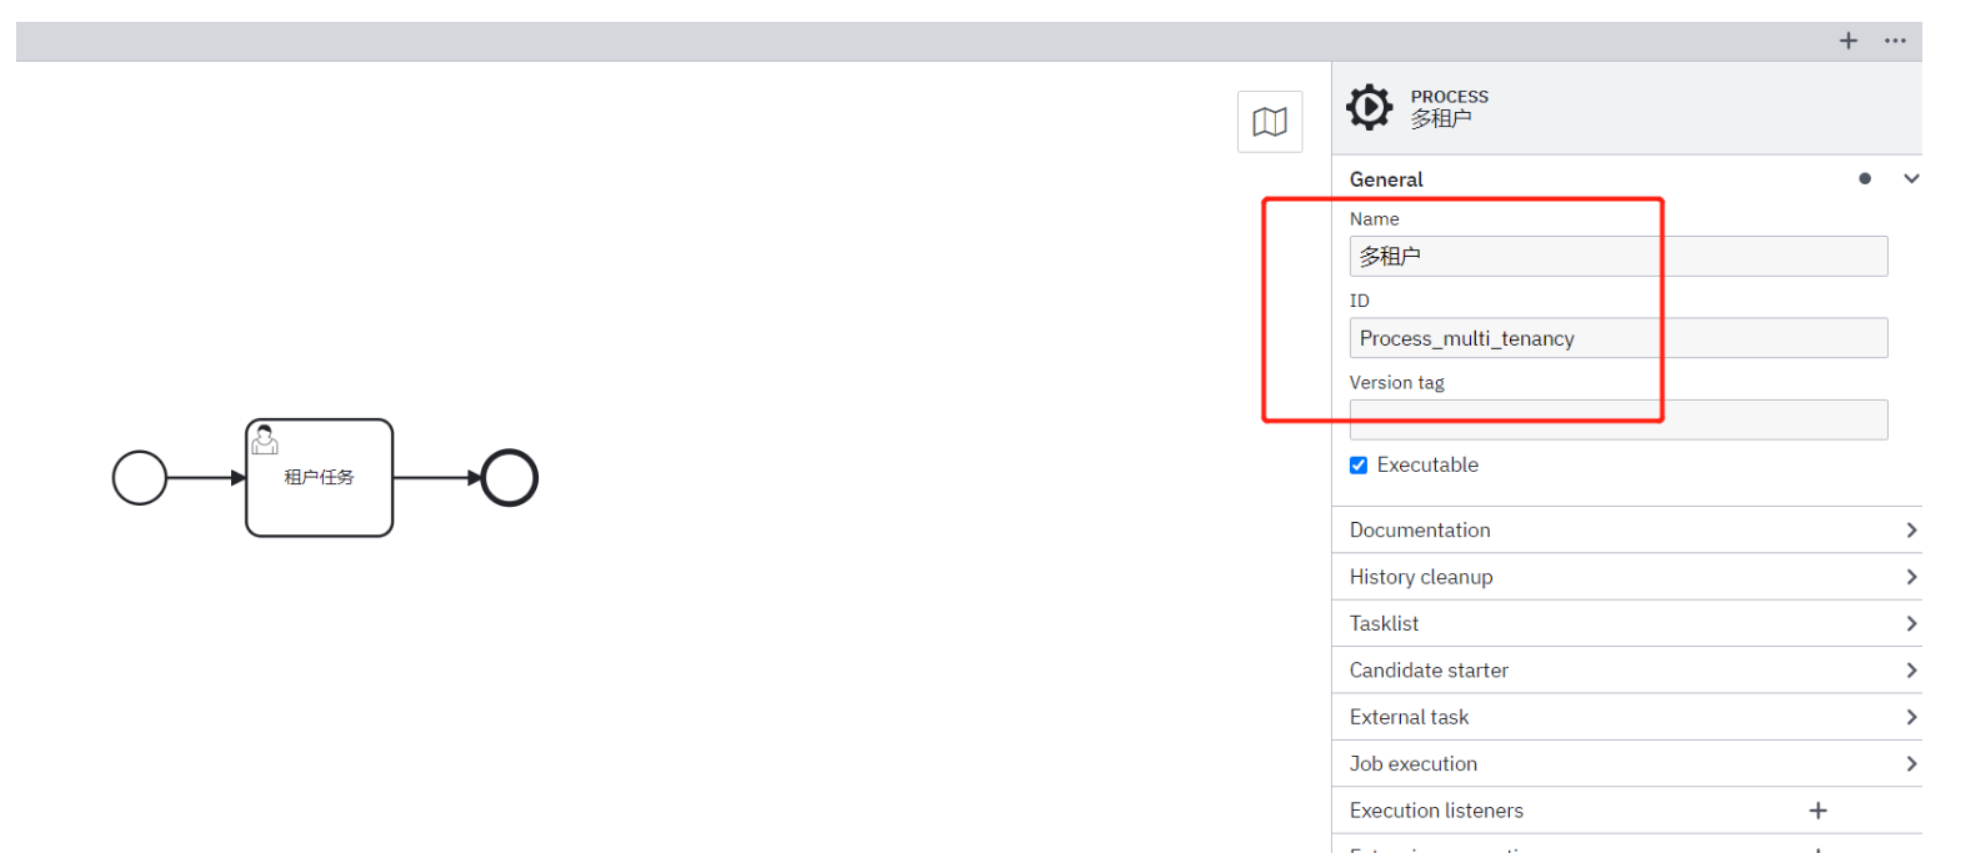 PROCESS
多租户
General
Name
多租户
ID
Process_multi_tenancy
Version tag
Executable
租户任务
Documentation
History cleanup
Tasklist
Candidate starter
External task
Job execution
Execution listeners